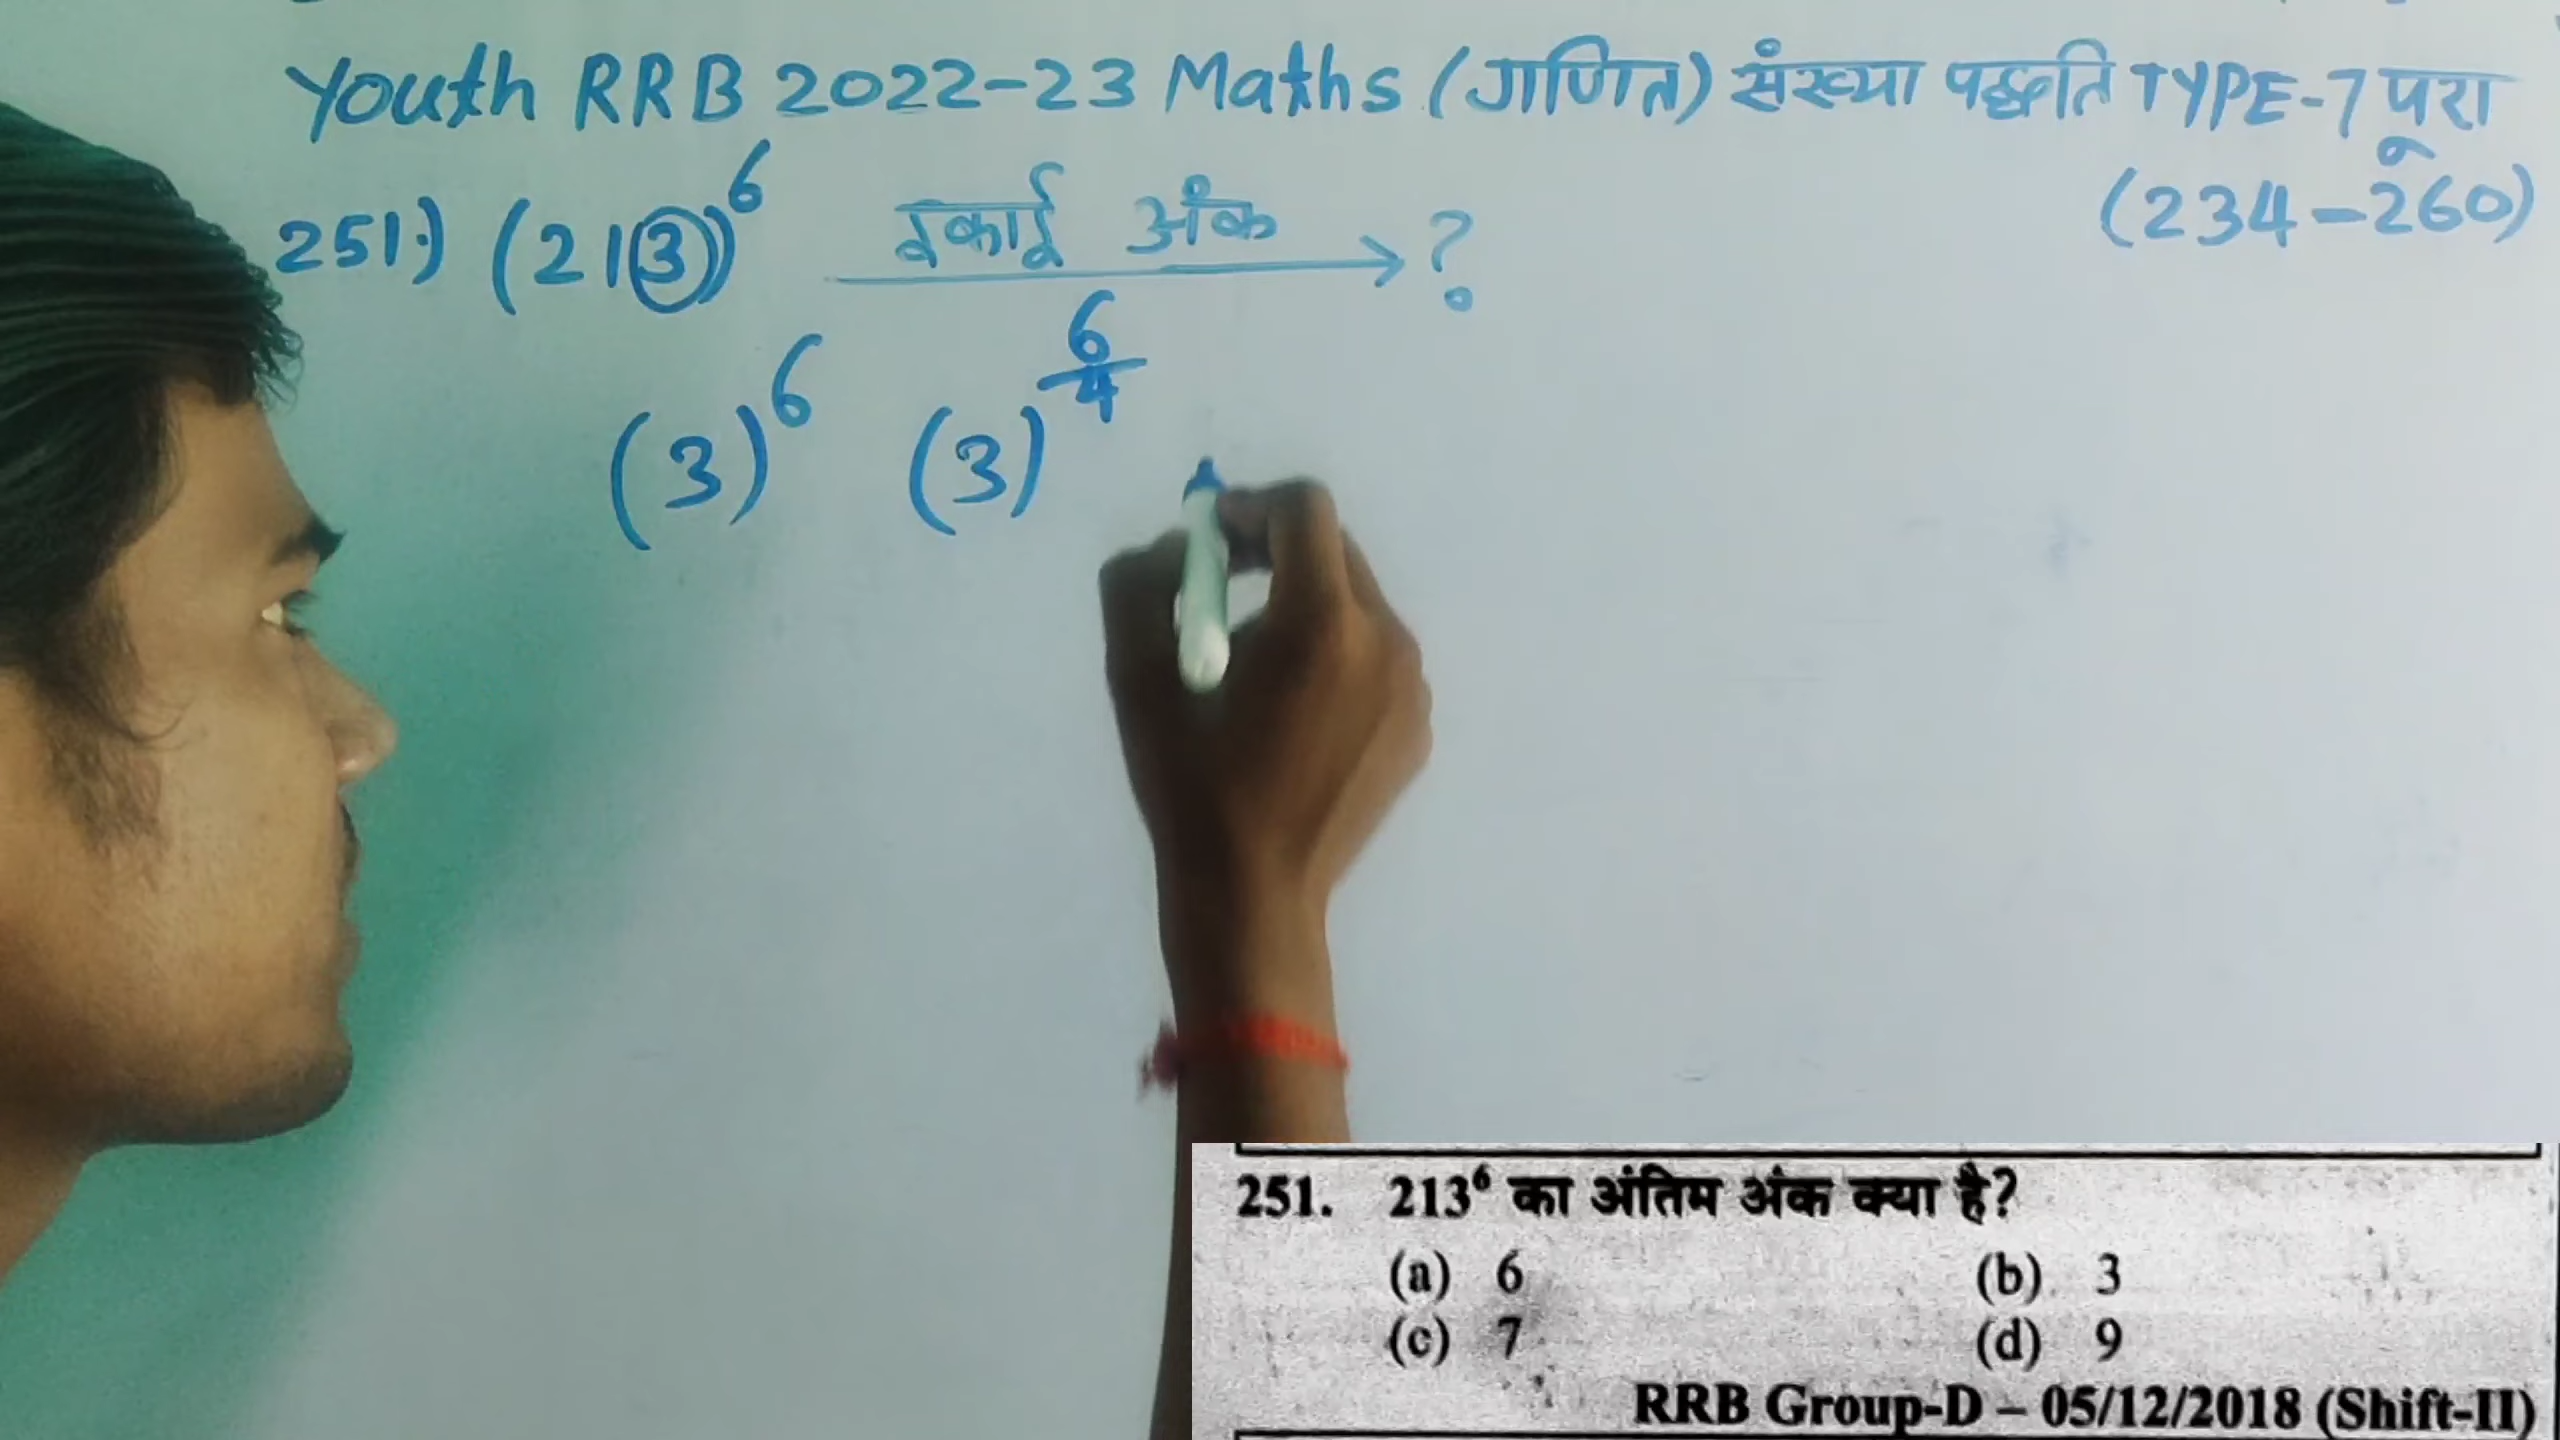 Youth RRB 2022-23 Maths (गणित) संख्या पद्धति TYPE-7 पूरा
(234-260)
251.) (213)⁶ इकाई अंक ?
(3)⁶ (3)^6/4
251. 213⁶ का अंतिम अंक क्या है?
(a) 6 (b) 3
(c) 7 (d) 9
RRB Group-D – 05/12/2018 (Shift-II)